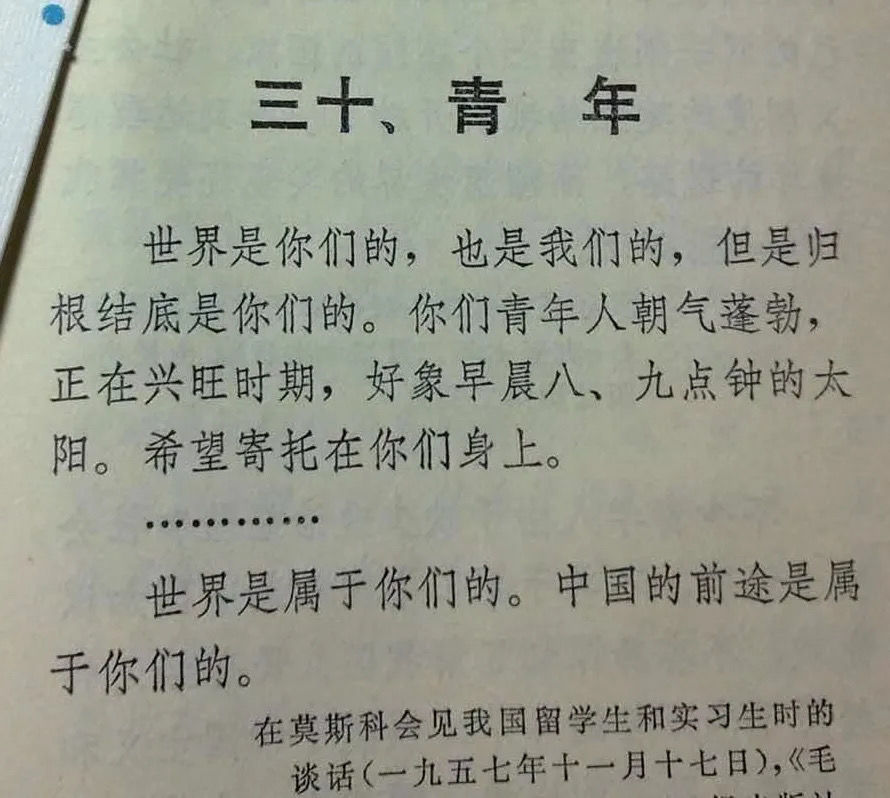 三十、青 年
世界是你们的，也是我们的，但是归
根结底是你们的。你们青年人朝气蓬勃，
正在兴旺时期，好象早晨八、九点钟的太
阳。希望寄托在你们身上。
…………
世界是属于你们的。中国的前途是属
于你们的。
在莫斯科会见我国留学生和实习生时的
谈话（一九五七年十一月十七日），《毛